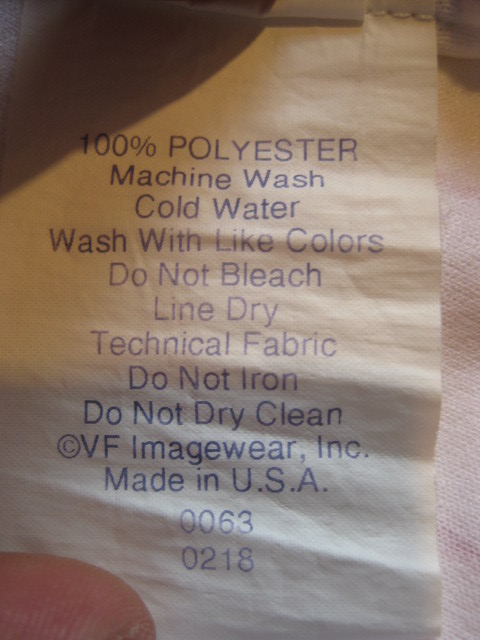 100% POLYESTER
Machine Wash
Cold Water
Wash With Like Colors
Do Not Bleach
Line Dry
Technical Fabric
Do Not Iron
Do Not Dry Clean
©VF Imagewear, Inc.
Made in U.S.A.
0063
0218